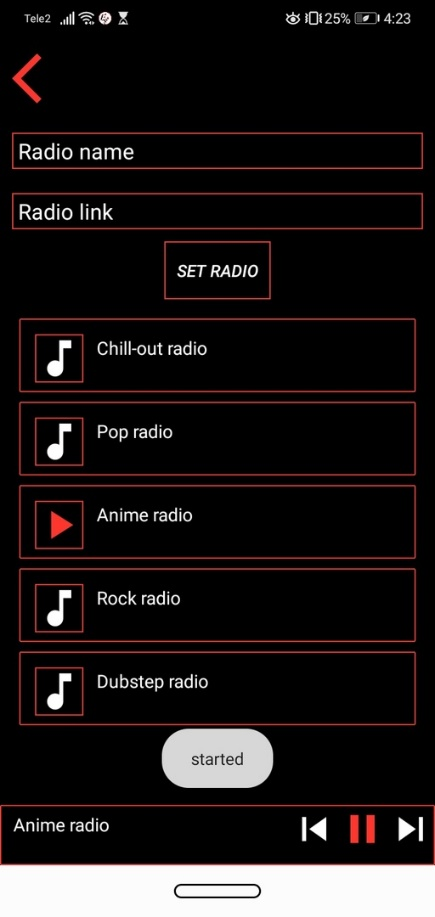 Tele2 25% 4:23
Radio name
Radio link
SET RADIO
Chill-out radio
Pop radio
Anime radio
Rock radio
Dubstep radio
started
Anime radio